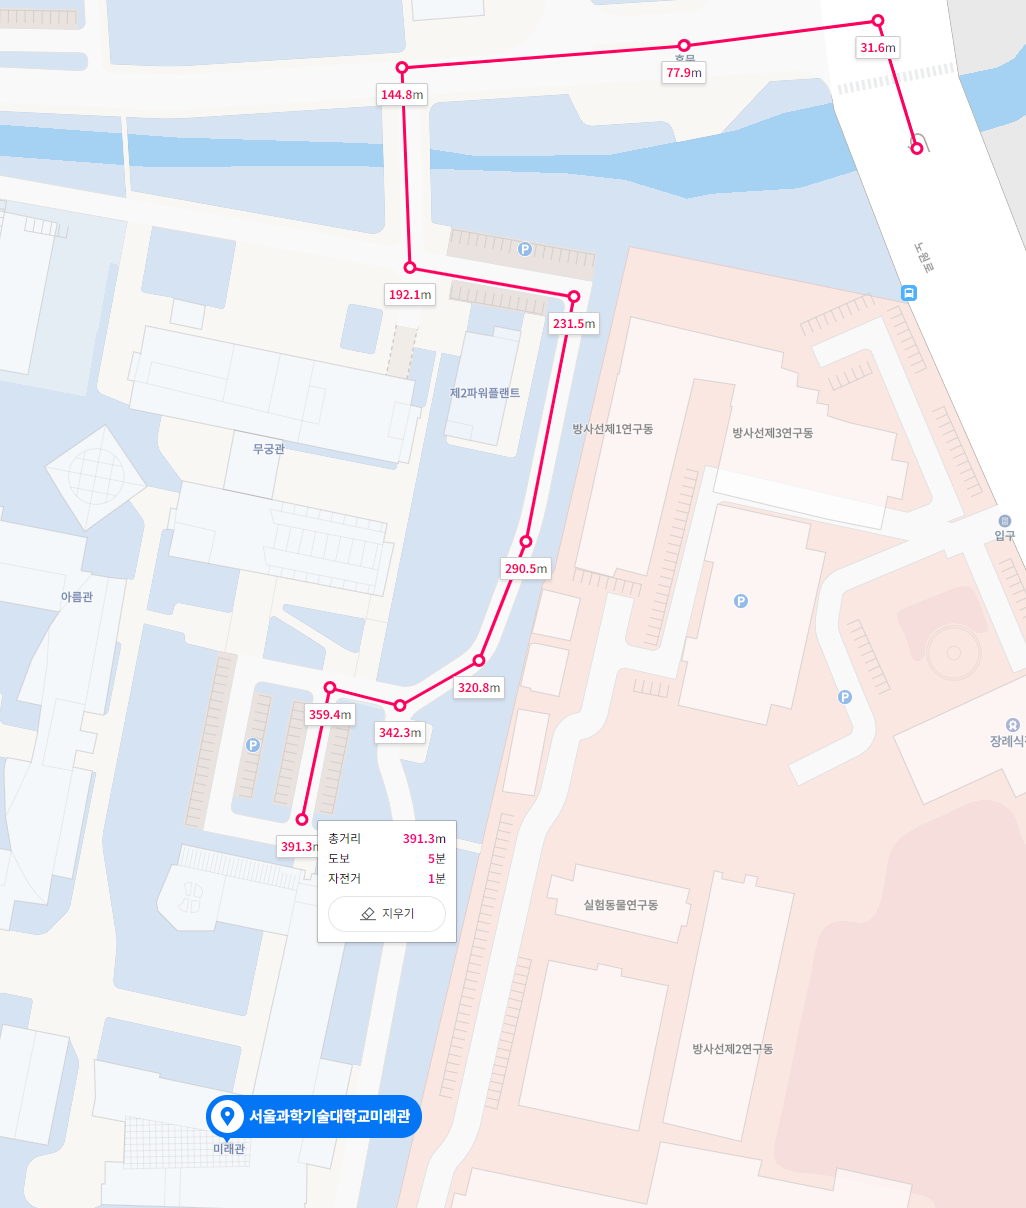 31.6m
후문
77.9m
144.8m
노원로
P
192.1m
231.5m
제2파워플랜트
방사선제1연구동
방사선제3연구동
무궁관
입구
290.5m
아름관
P
320.8m
P
359.4m
342.3m
P
장례식
391.3m
총거리 391.3m
도보 5분
자전거 1분
지우기
실험동물연구동
방사선제2연구동
서울과학기술대학교미래관
미래관